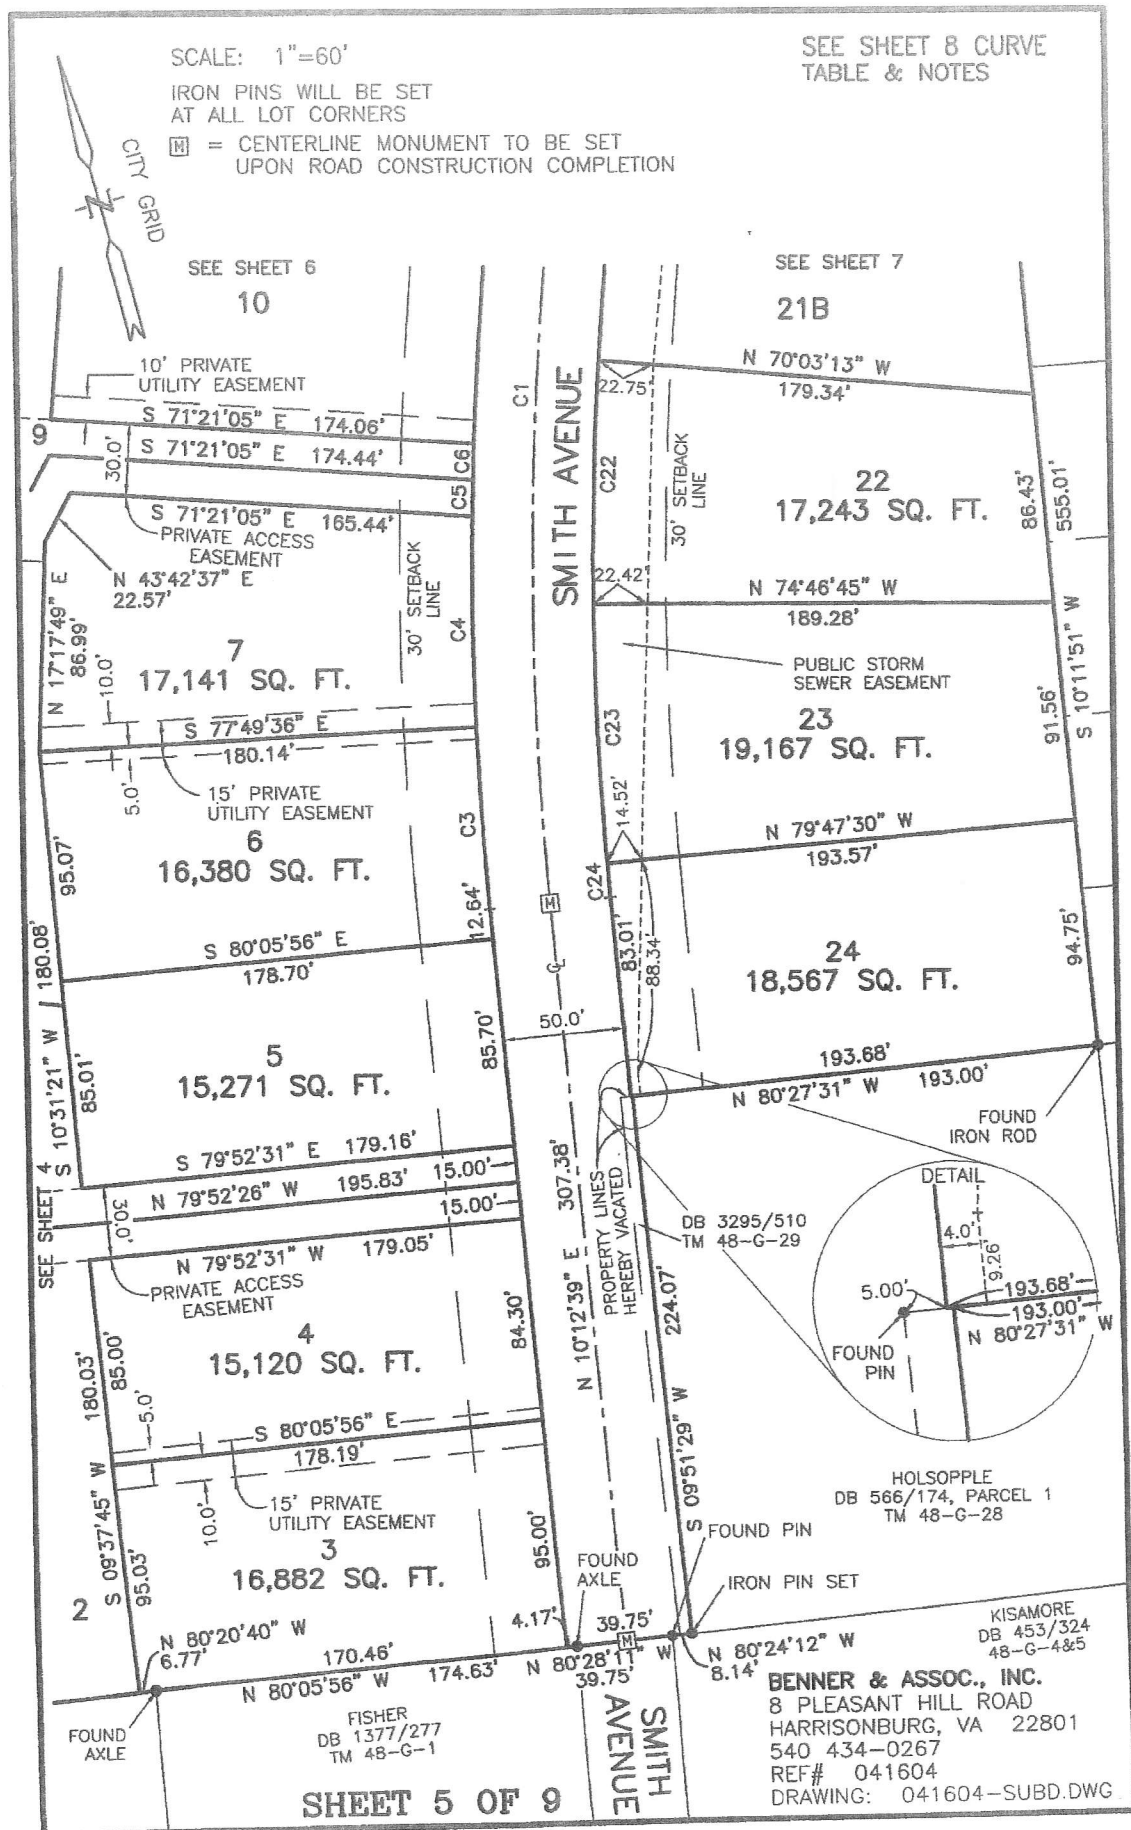 SCALE: 1"=60'
IRON PINS WILL BE SET
AT ALL LOT CORNERS
M = CENTERLINE MONUMENT TO BE SET
UPON ROAD CONSTRUCTION COMPLETION
SEE SHEET 8 CURVE
TABLE & NOTES
CITY GRID
N
SEE SHEET 6
10
SEE SHEET 7
21B
10' PRIVATE
UTILITY EASEMENT
S 71°21'05" E 174.06'
9
30.0'
S 71°21'05" E 174.44'
C6
C5
S 71°21'05" E 165.44'
PRIVATE ACCESS
EASEMENT
N 43°42'37" E
22.57'
N 17°17'49" E
86.99'
30' SETBACK
LINE
C4
7
17,141 SQ. FT.
10.0'
S 77°49'36" E
180.14'
5.0'
15' PRIVATE
UTILITY EASEMENT
C3
6
16,380 SQ. FT.
95.07'
12.64'
S 80°05'56" E
178.70'
180.08'
S 10°31'21" W
85.01'
5
15,271 SQ. FT.
85.70'
S 79°52'31" E 179.16'
N 79°52'26" W 195.83'
15.00'
15.00'
30.0'
N 79°52'31" W 179.05'
SEE SHEET 4
PRIVATE ACCESS
EASEMENT
4
15,120 SQ. FT.
84.30'
180.03'
85.00'
5.0'
S 80°05'56" E
178.19'
S 09°37'45" W
95.03'
10.0'
15' PRIVATE
UTILITY EASEMENT
3
16,882 SQ. FT.
95.00'
2
N 80°20'40" W
6.77'
170.46'
N 80°05'56" W 174.63'
4.17'
FOUND
AXLE
FOUND
AXLE
FISHER
DB 1377/277
TM 48-G-1
C1
SMITH AVENUE
M
℄
50.0'
N 10°12'39" E 307.38'
PROPERTY LINES
HEREBY VACATED
39.75'
M
N 80°28'11" W
39.75'
SMITH
AVENUE
22.75'
N 70°03'13" W
179.34'
C22
30' SETBACK
LINE
22
17,243 SQ. FT.
86.43'
555.01'
S 10°11'51" W
22.42'
N 74°46'45" W
189.28'
PUBLIC STORM
SEWER EASEMENT
C23
23
19,167 SQ. FT.
91.56'
14.52'
N 79°47'30" W
193.57'
C24
83.01'
88.34'
24
18,567 SQ. FT.
94.75'
193.68'
N 80°27'31" W 193.00'
FOUND
IRON ROD
DB 3295/510
TM 48-G-29
224.07'
S 09°51'29" W
DETAIL
4.0'
9.26'
5.00'
193.68'
193.00'
N 80°27'31" W
FOUND
PIN
HOLSOPPLE
DB 566/174, PARCEL 1
TM 48-G-28
FOUND PIN
IRON PIN SET
N 80°24'12" W
8.14'
KISAMORE
DB 453/324
48-G-4&5
BENNER & ASSOC., INC.
8 PLEASANT HILL ROAD
HARRISONBURG, VA 22801
540 434-0267
REF# 041604
DRAWING: 041604-SUBD.DWG
SHEET 5 OF 9